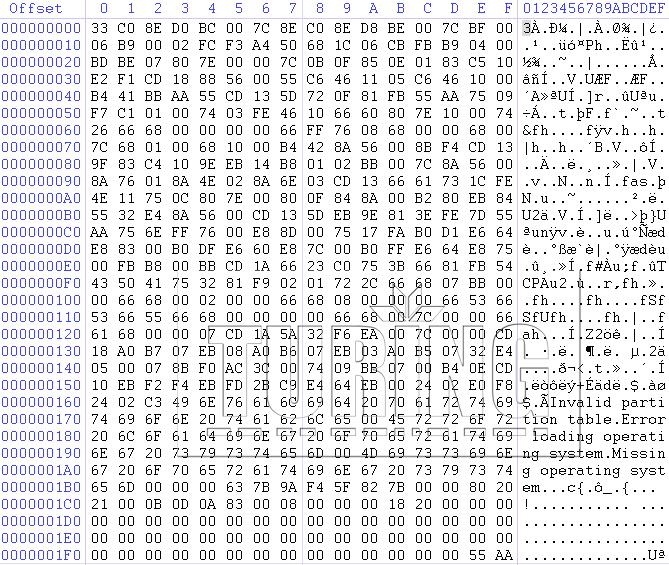 Offset 0 1 2 3 4 5 6 7 8 9 A B C D E F 0123456789ABCDEF
000000000 33 C0 8E D0 BC 00 7C 8E C0 8E D8 BE 00 7C BF 00 3À.Ð¼.|.À.Ø¾.|¿.
000000010 06 B9 00 02 FC F3 A4 50 68 1C 06 CB FB B9 04 00 .¹..üó¤Ph..Ëû¹..
000000020 BD BE 07 80 7E 00 00 7C 0B 0F 85 0E 01 83 C5 10 ½¾..~..|......Å.
000000030 E2 F1 CD 18 88 56 00 55 C6 46 11 05 C6 46 10 00 âñÍ..V.UÆF..ÆF..
000000040 B4 41 BB AA 55 CD 13 5D 72 0F 81 FB 55 AA 75 09 ´A»ªUÍ.]r..ûUªu.
000000050 F7 C1 01 00 74 03 FE 46 10 66 60 80 7E 10 00 74 ÷Á..t.þF.f`.~..t
000000060 26 66 68 00 00 00 00 66 FF 76 08 68 00 00 68 00 &fh....fÿv.h..h.
000000070 7C 68 01 00 68 10 00 B4 42 8A 56 00 8B F4 CD 13 |h..h..´B.V..ôÍ.
000000080 9F 83 C4 10 9E EB 14 B8 01 02 BB 00 7C 8A 56 00 ..Ä..ë.¸..».|.V.
000000090 8A 76 01 8A 4E 02 8A 6E 03 CD 13 66 61 73 1C FE .v..N..n.Í.fas.þ
0000000A0 4E 11 75 0C 80 7E 00 80 0F 84 8A 00 B2 80 EB 84 N.u..~......².ë.
0000000B0 55 32 E4 8A 56 00 CD 13 5D EB 9E 81 3E FE 7D 55 U2ä.V.Í.]ë..>þ}U
0000000C0 AA 75 6E FF 76 00 E8 8D 00 75 17 FA B0 D1 E6 64 ªunÿv.è..u.ú°Ñæd
0000000D0 E8 83 00 B0 DF E6 60 E8 7C 00 B0 FF E6 64 E8 75 è..°ßæ`è|.°ÿædèu
0000000E0 00 FB B8 00 BB CD 1A 66 23 C0 75 3B 66 81 FB 54 .û¸.»Í.f#Àu;f.ûT
0000000F0 43 50 41 75 32 81 F9 02 01 72 2C 66 68 07 BB 00 CPAu2.ù..r,fh.».
000000100 00 66 68 00 02 00 00 66 68 08 00 00 00 66 53 66 .fh....fh....fSf
000000110 53 66 55 66 68 00 00 00 00 66 68 00 7C 00 00 66 SfUfh....fh.|..f
000000120 61 68 00 00 07 CD 1A 5A 32 F6 EA 00 7C 00 00 CD ah...Í.Z2öê.|..Í
000000130 18 A0 B7 07 EB 08 A0 B6 07 EB 03 A0 B5 07 32 E4 . ·.ë. ¶.ë. µ.2ä
000000140 05 00 07 8B F0 AC 3C 00 74 09 BB 07 00 B4 0E CD ....ð¬<.t.»..´.Í
000000150 10 EB F2 F4 EB FD 2B C9 E4 64 EB 00 24 02 E0 F8 .ëòôëý+Éädë.$.àø
000000160 24 02 C3 49 6E 76 61 6C 69 64 20 70 61 72 74 69 $.ÃInvalid parti
000000170 74 69 6F 6E 20 74 61 62 6C 65 00 45 72 72 6F 72 tion table.Error
000000180 20 6C 6F 61 64 69 6E 67 20 6F 70 65 72 61 74 69 loading operati
000000190 6E 67 20 73 79 73 74 65 6D 00 4D 69 73 73 69 6E ng system.Missin
0000001A0 67 20 6F 70 65 72 61 74 69 6E 67 20 73 79 73 74 g operating syst
0000001B0 65 6D 00 00 00 63 7B 9A F4 5F 82 7B 00 00 80 20 em...c{.ô_.{...
0000001C0 21 00 0B 0D 0A 83 00 08 00 00 00 18 20 00 00 00 !........... ...
0000001D0 00 00 00 00 00 00 00 00 00 00 00 00 00 00 00 00 ................
0000001E0 00 00 00 00 00 00 00 00 00 00 00 00 00 00 00 00 ................
0000001F0 00 00 00 00 00 00 00 00 00 00 00 00 00 00 55 AA ..............Uª
TURING